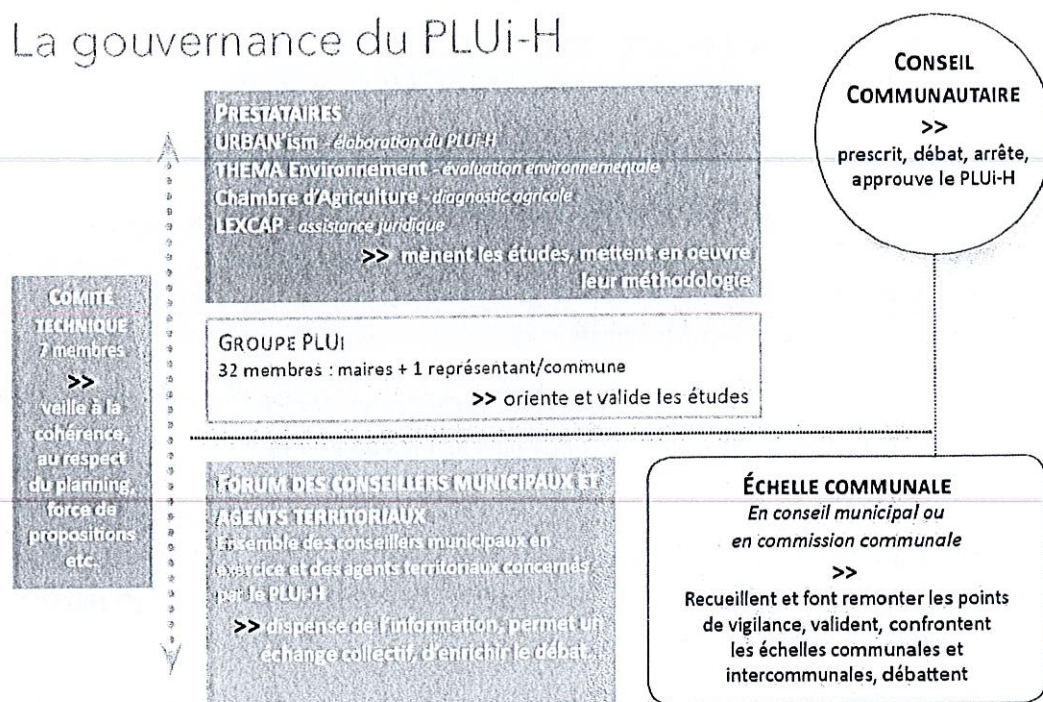 La gouvernance du PLUi-H
PRESTATAIRES
URBAN'ism - élaboration du PLUi-H
THEMA Environnement - évaluation environnementale
Chambre d'Agriculture - diagnostic agricole
LEXCAP - assistance juridique
>> mènent les études, mettent en oeuvre
leur méthodologie
CONSEIL
COMMUNAUTAIRE
>>
prescrit, débat, arrête,
approuve le PLUi-H
COMITÉ
TECHNIQUE
7 membres
>>
veille à la
cohérence,
au respect
du planning,
force de
propositions
etc.
GROUPE PLUi
32 membres : maires + 1 représentant/commune
>> oriente et valide les études
FORUM DES CONSEILLERS MUNICIPAUX ET
AGENTS TERRITORIAUX
Ensemble des conseillers municipaux en
exercice et des agents territoriaux concernés
par le PLUi-H
>> dispense de l'information, permet un
échange collectif, d'enrichir le débat...
ÉCHELLE COMMUNALE
En conseil municipal ou
en commission communale
>>
Recueillent et font remonter les points
de vigilance, valident, confrontent
les échelles communales et
intercommunales, débattent